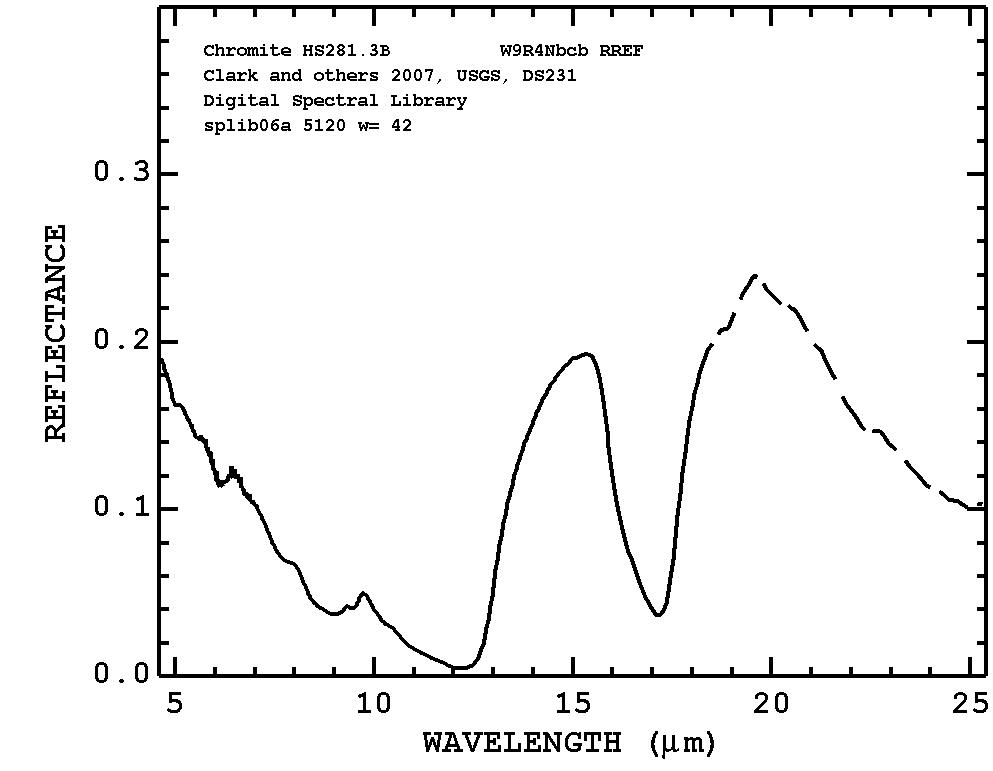 Chromite HS281.3B W9R4Nbcb RREF
Clark and others 2007, USGS, DS231
Digital Spectral Library
splib06a 5120 w= 42
REFLECTANCE
0.3
0.2
0.1
0.0
5 10 15 20 25
WAVELENGTH (μm)